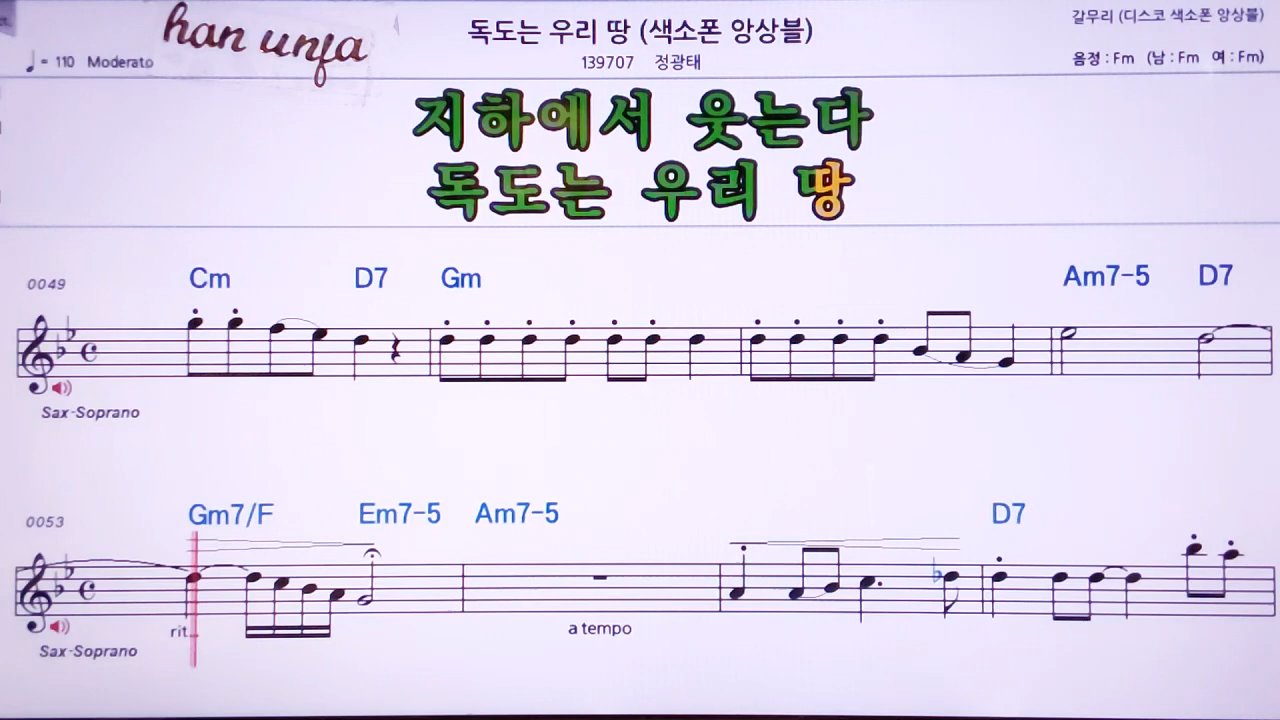 han unja
독도는 우리 땅 (색소폰 앙상블)
갈무리 (디스코 색소폰 앙상블)
♩= 110 Moderato
139707 정광태
음정 : Fm (남 : Fm 여 : Fm)
지하에서 웃는다
독도는 우리 땅
0049
Cm D7 Gm Am7-5 D7
Sax-Soprano
0053
Gm7/F Em7-5 Am7-5 D7
rit..
a tempo
Sax-Soprano